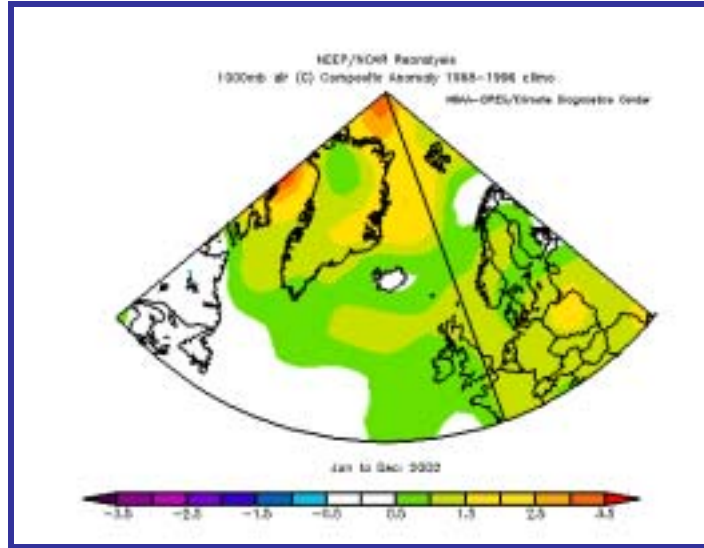 NCEP/NCAR Reanalysis
1000mb air (C) Composite Anomaly 1968-1996 climo
NOAA-CIRES/Climate Diagnostics Center
Jan to Dec: 2002
-3.5 -2.5 -1.5 -0.5 0.5 1.5 2.5 3.5